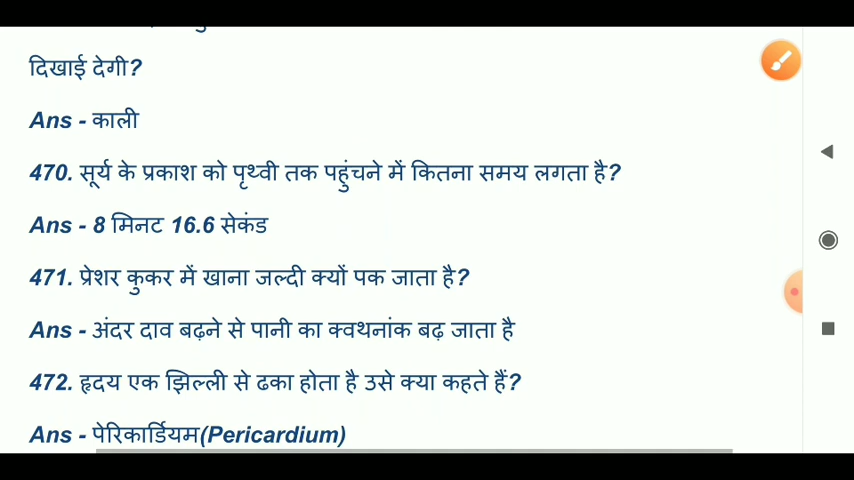 दिखाई देगी?
Ans - काली
470. सूर्य के प्रकाश को पृथ्वी तक पहुंचने में कितना समय लगता है?
Ans - 8 मिनट 16.6 सेकंड
471. प्रेशर कुकर में खाना जल्दी क्यों पक जाता है?
Ans - अंदर दाव बढ़ने से पानी का क्वथनांक बढ़ जाता है
472. हृदय एक झिल्ली से ढका होता है उसे क्या कहते हैं?
Ans - पेरिकार्डियम(Pericardium)